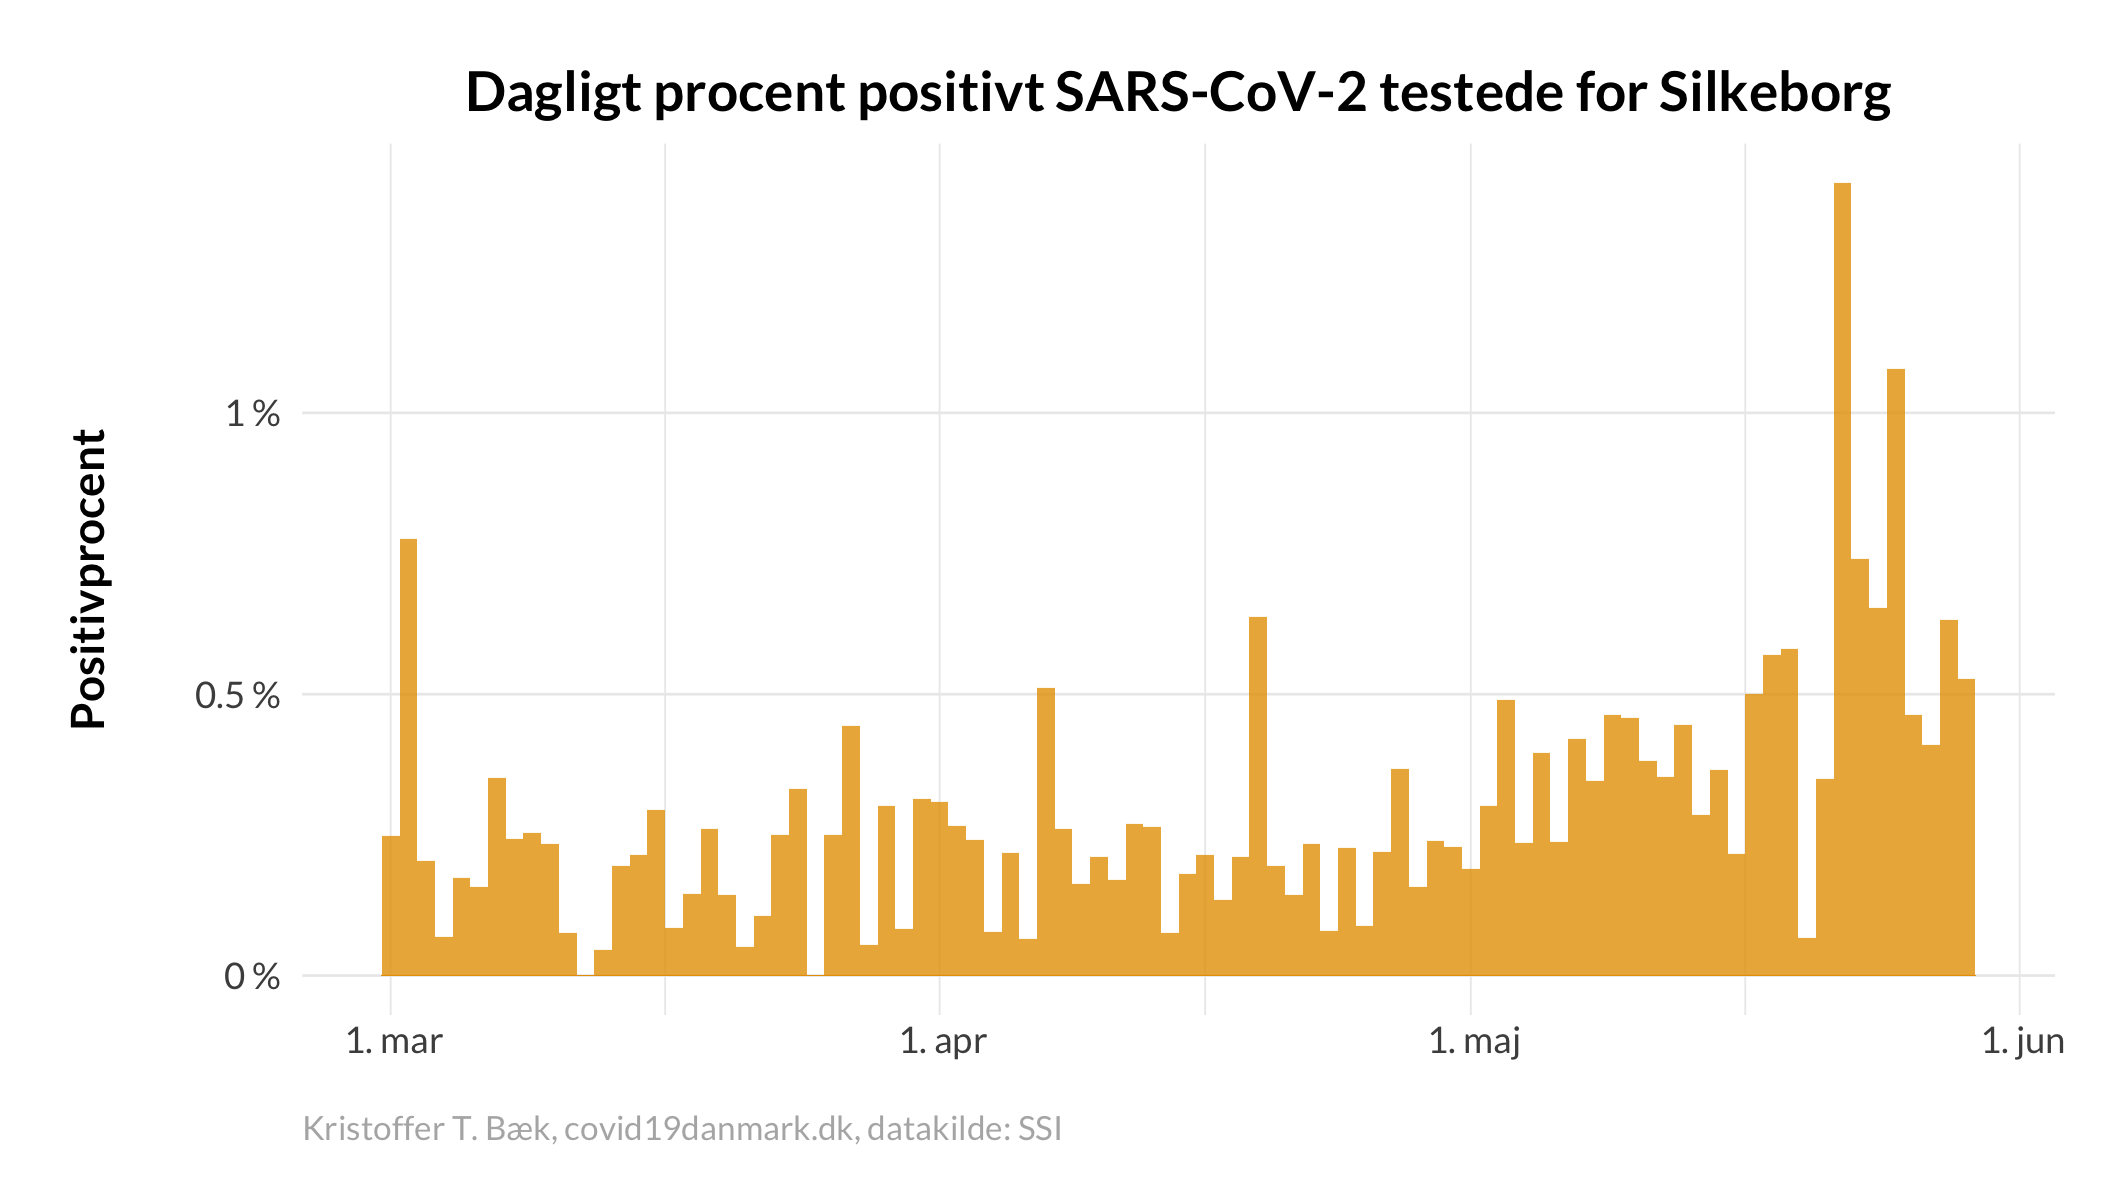 Dagligt procent positivt SARS-CoV-2 testede for Silkeborg
Positivprocent
1 %
0.5 %
0 %
1. mar
1. apr
1. maj
1. jun
Kristoffer T. Bæk, covid19danmark.dk, datakilde: SSI